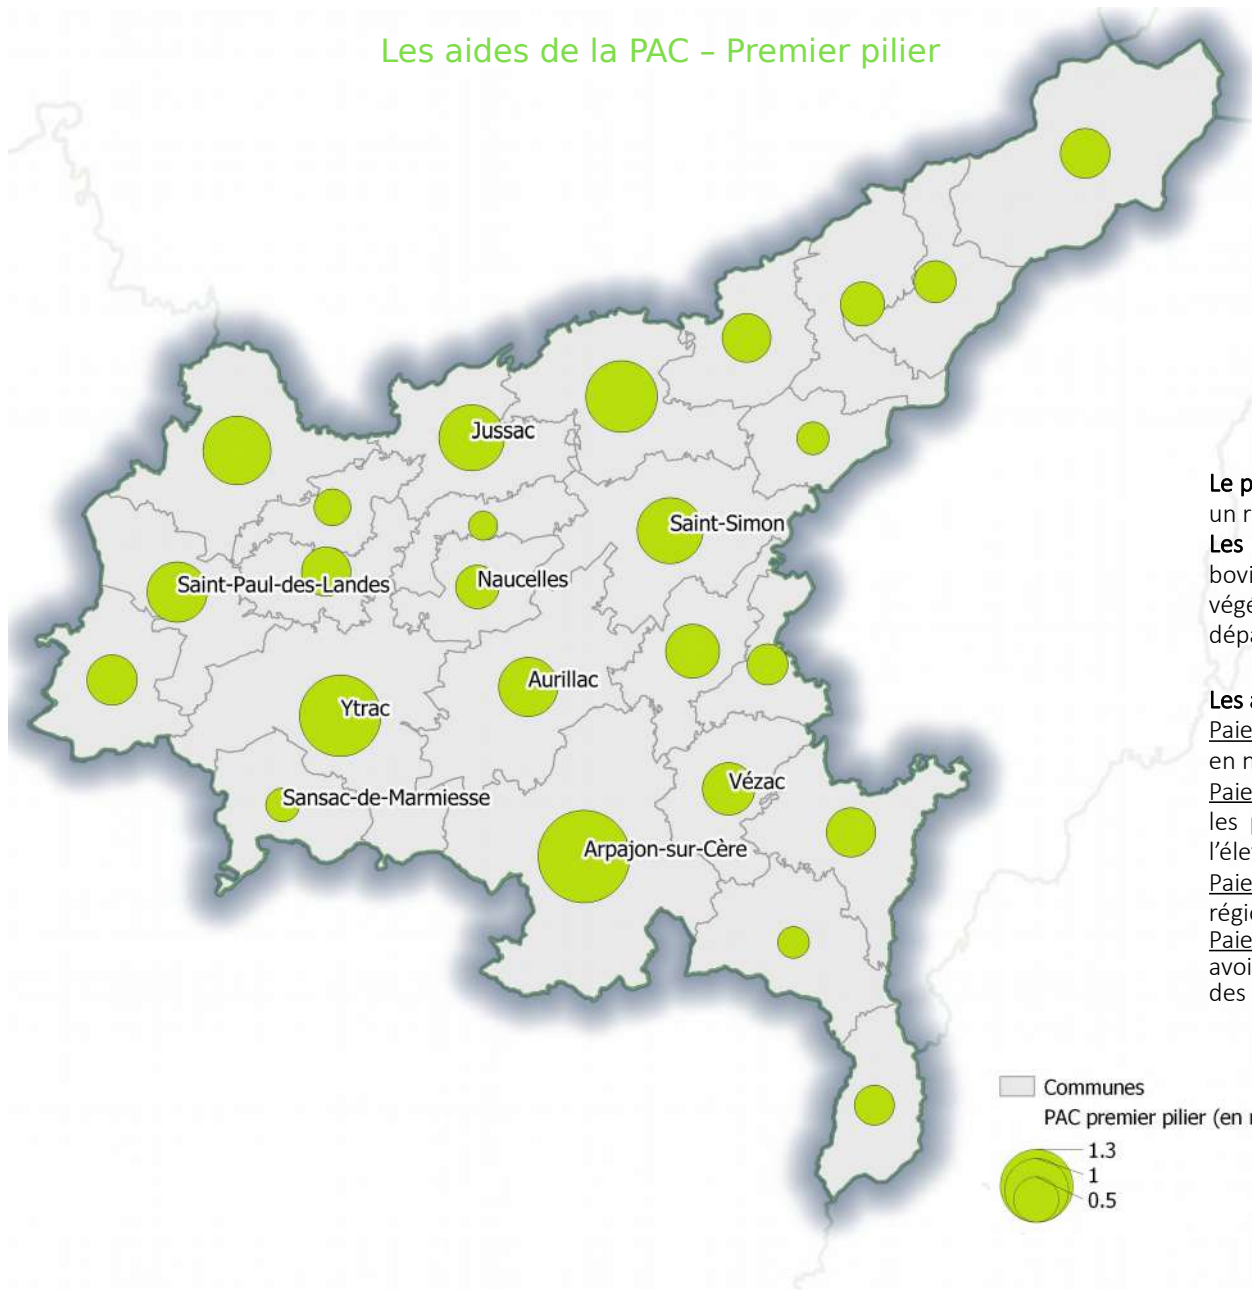 Les aides de la PAC – Premier pilier
Jussac
Saint-Simon
Saint-Paul-des-Landes
Naucelles
Aurillac
Ytrac
Vézac
Sansac-de-Marmiesse
Arpajon-sur-Cère
Le p
un r
Les
bovi
végé
dépa
Les a
Paie
en n
Paie
les p
l’éle
Paie
régie
Paie
avoi
des
Communes
PAC premier pilier (en
1.3
1
0.5